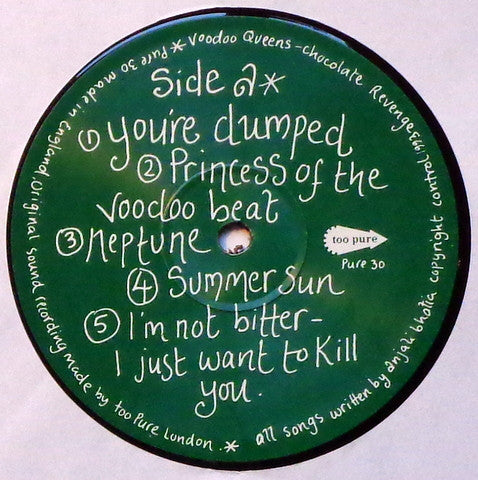 Side 2*
① you're dumped
② Princess of the
voodoo beat
③ neptune
④ Summer Sun
⑤ I'm not bitter-
I just want to kill
you.
too pure
Pure 30
* Voodoo Queens - chocolate Revenge 1993 copyright control all songs written by anjali bhatia
*. Original sound recording made by too Pure London. made in England Pure 30